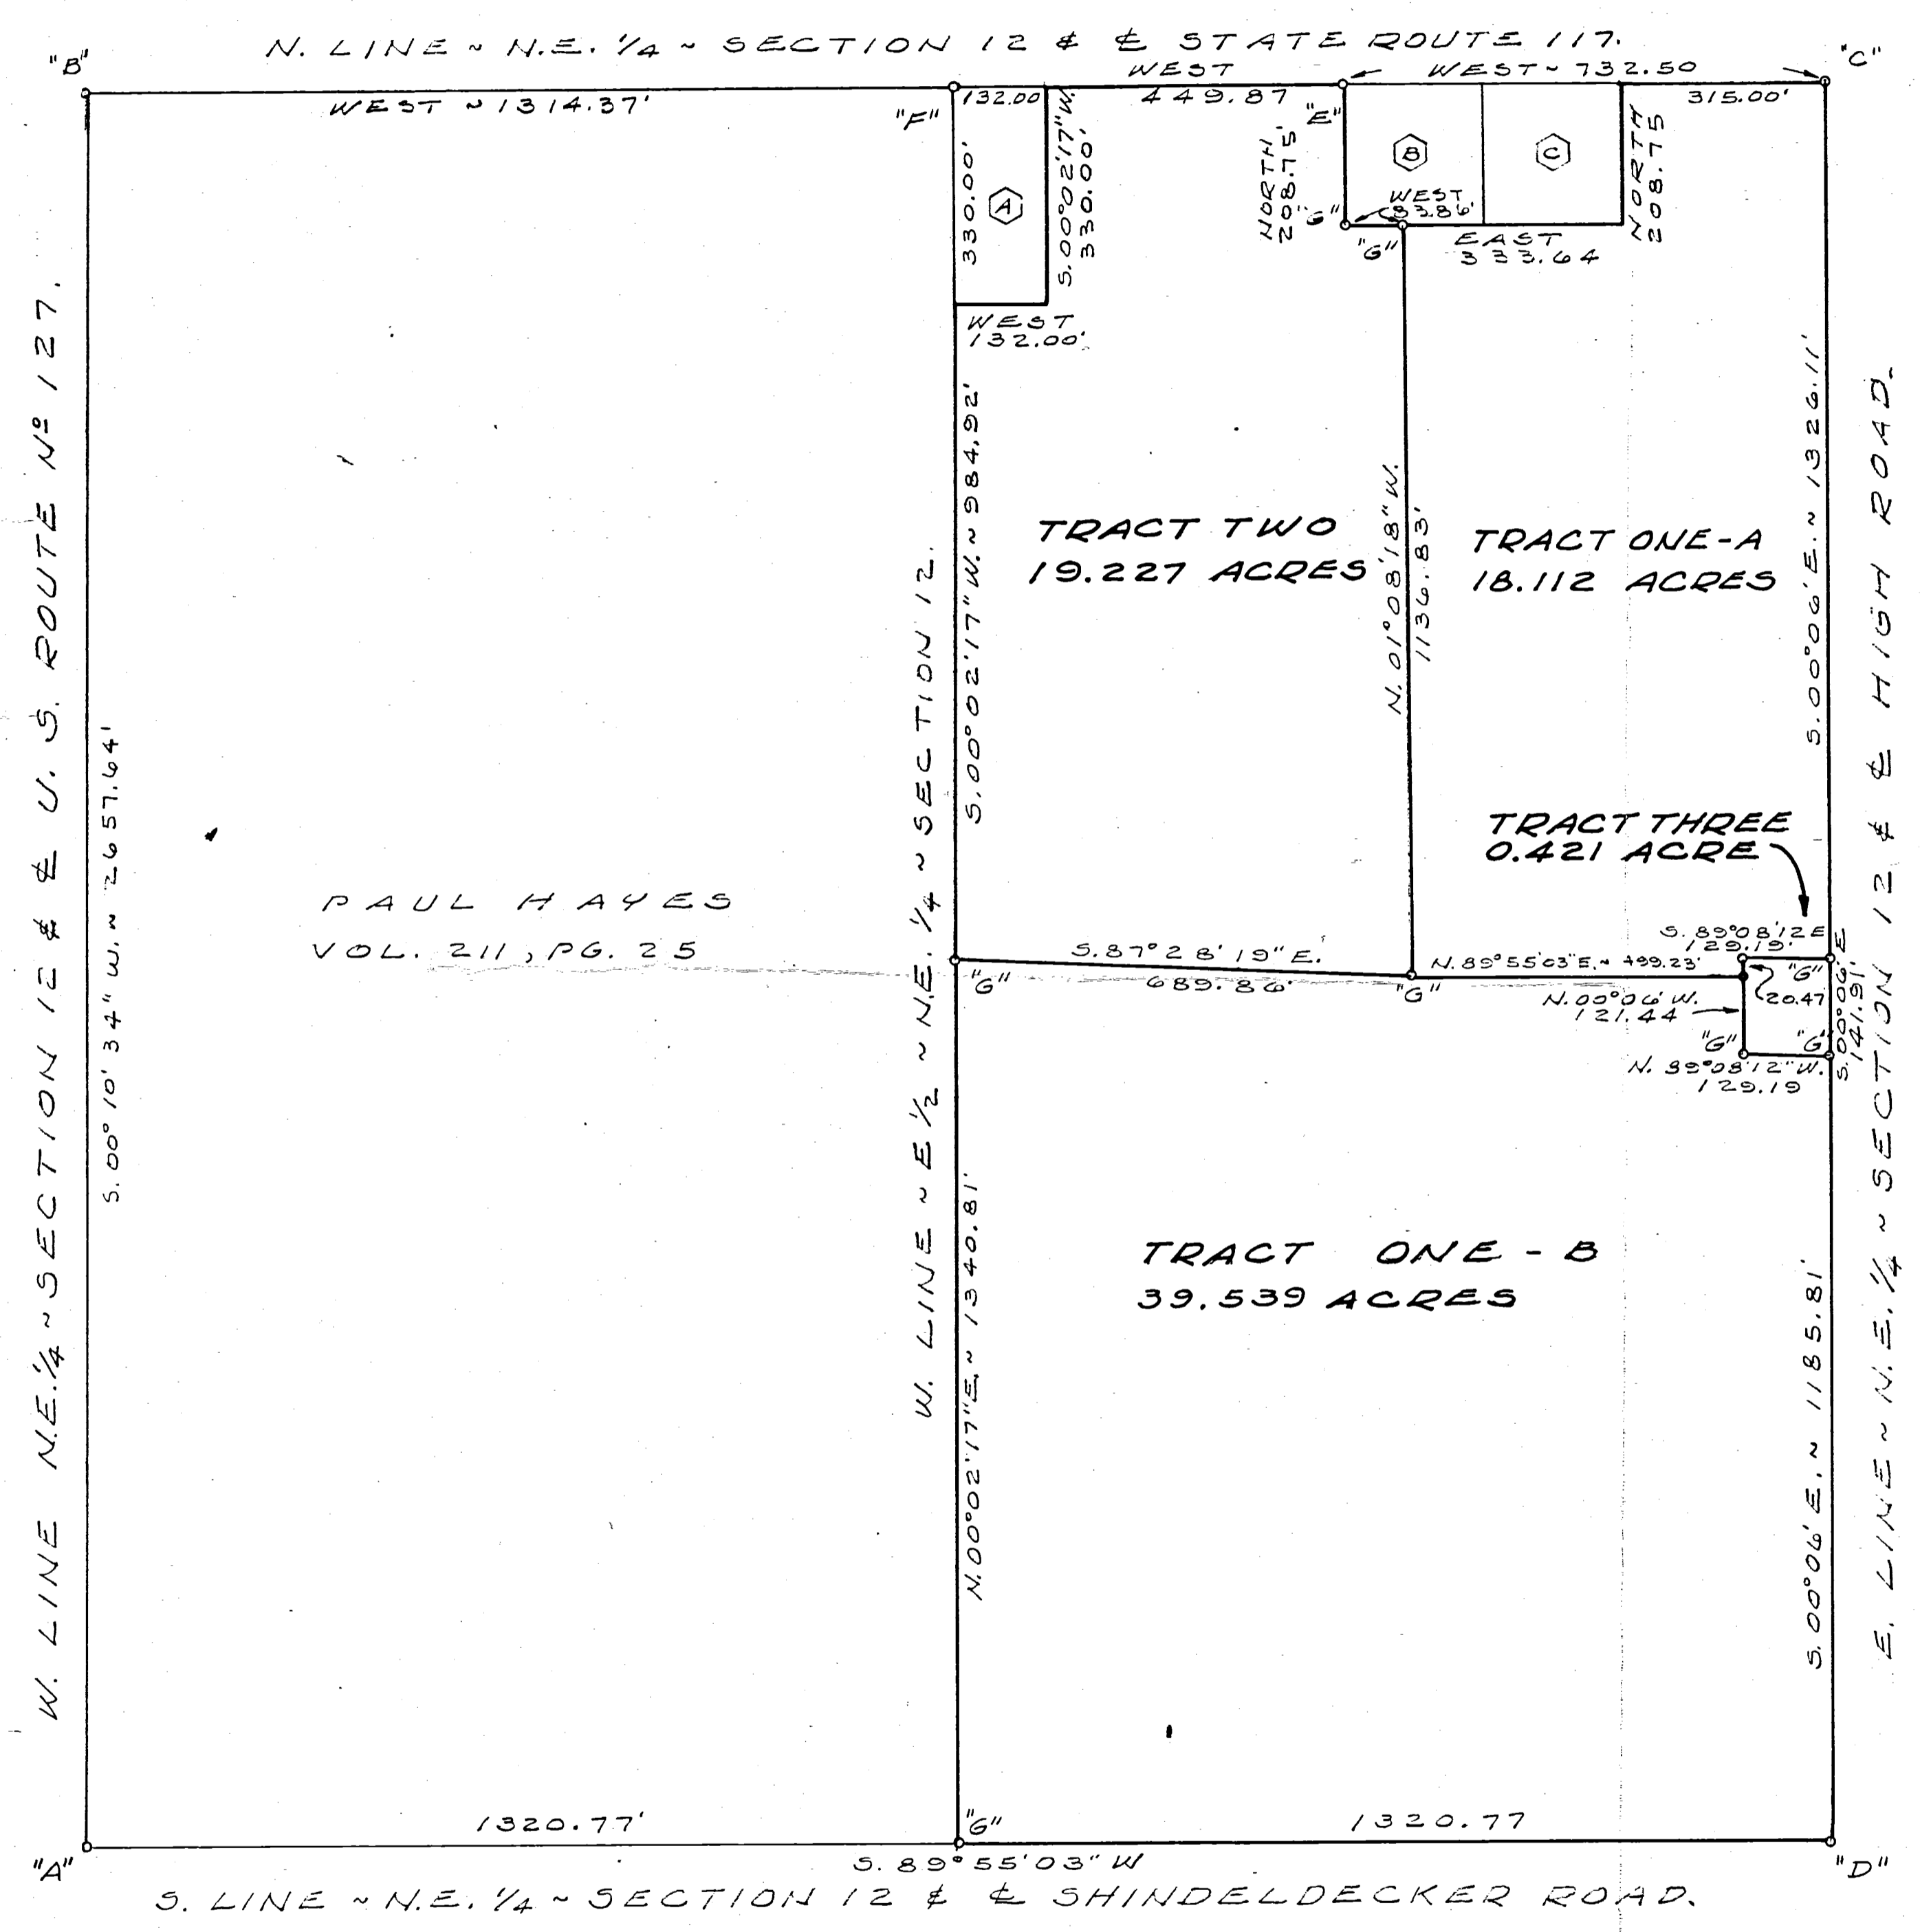 N. LINE ~ N.E. 1/4 ~ SECTION 12 & ℄ STATE ROUTE 117.
"B"
"C"
WEST
WEST ~ 732.50
WEST ~ 1314.37'
"F"
132.00
449.87
"E"
315.00'
330.00'
A
S.00°02'17"W.
330.00'
NORTH
208.75'
B
C
NORTH
208.75
WEST
83.86'
"G"
"G"
EAST
333.64
WEST
132.00'
W. LINE N.E. 1/4 ~ SECTION 12 & ℄ U. S. ROUTE Nº 127.
S. 00° 10' 34" W. ~ 2657.64'
W. LINE ~ E 1/2 ~ N.E. 1/4 ~ SECTION 12.
S.00°02'17"W. ~ 984.92'
TRACT TWO
19.227 ACRES
N. 01°08'18" W.
1136.83'
TRACT ONE-A
18.112 ACRES
S.00°06'E. ~ 1326.11'
E. LINE ~ N.E. 1/4 ~ SECTION 12 & ℄ HIGH ROAD.
TRACT THREE
0.421 ACRE
PAUL HAYES
VOL. 211, PG. 25
S.87°28'19"E.
689.86'
"G"
"G"
N.89°55'03"E. ~ 499.23'
S.89°08'12 E
129.19'
"G"
20.47
N.00°06' W.
121.44
"G"
"G"
S.00°06'E
141.91'
N. 89°08'12" W.
129.19
N.00°02'17"E. ~ 1340.81'
TRACT ONE - B
39.539 ACRES
S.00°06'E. ~ 1185.81'
1320.77'
"G"
1320.77
"A"
S. 89°55'03" W
"D"
S. LINE ~ N.E. 1/4 ~ SECTION 12 & ℄ SHINDELDECKER ROAD.